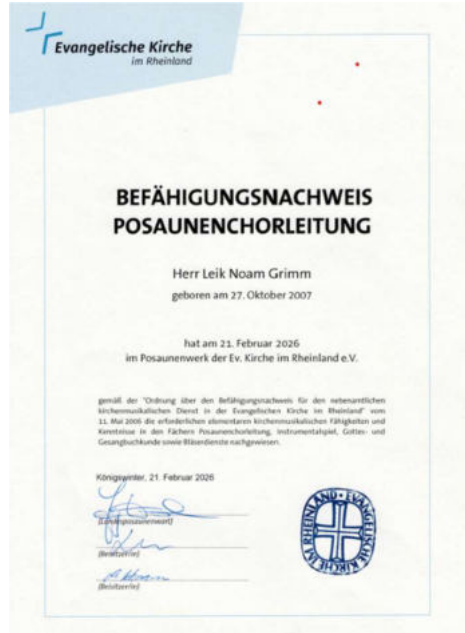 Evangelische Kirche
im Rheinland
BEFÄHIGUNGSNACHWEIS
POSAUNENCHORLEITUNG
Herr Leik Noam Grimm
geboren am 27. Oktober 2007
hat am 21. Februar 2026
im Posaunenwerk der Ev. Kirche im Rheinland e.V.
gemäß der "Ordnung über den Befähigungsnachweis für den nebenamtlichen
kirchenmusikalischen Dienst in der Evangelischen Kirche im Rheinland" vom
11. Mai 2006 die erforderlichen elementaren kirchenmusikalischen Fähigkeiten und
Kenntnisse in den Fächern Posaunenchorleitung, Instrumentalspiel, Gottes- und
Gesangbuchkunde sowie Bläserdienste nachgewiesen.
Königswinter, 21. Februar 2026
(Landesposaunenwart)
(Beisitzer/in)
(Beisitzer/in)
EVANGELISCHE KIRCHE IM RHEINLAND